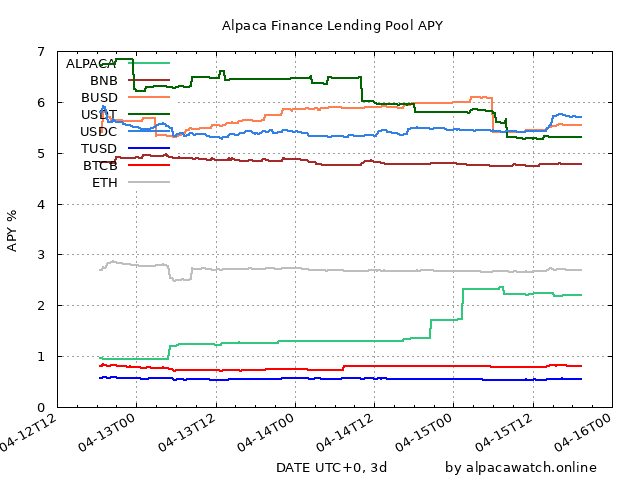 Alpaca Finance Lending Pool APY
7
6
5
4
3
2
1
0
APY %
ALPACA
BNB
BUSD
USDT
USDC
TUSD
BTCB
ETH
04-12T12
04-13T00
04-13T12
04-14T00
04-14T12
04-15T00
04-15T12
04-16T00
DATE UTC+0, 3d
by alpacawatch.online